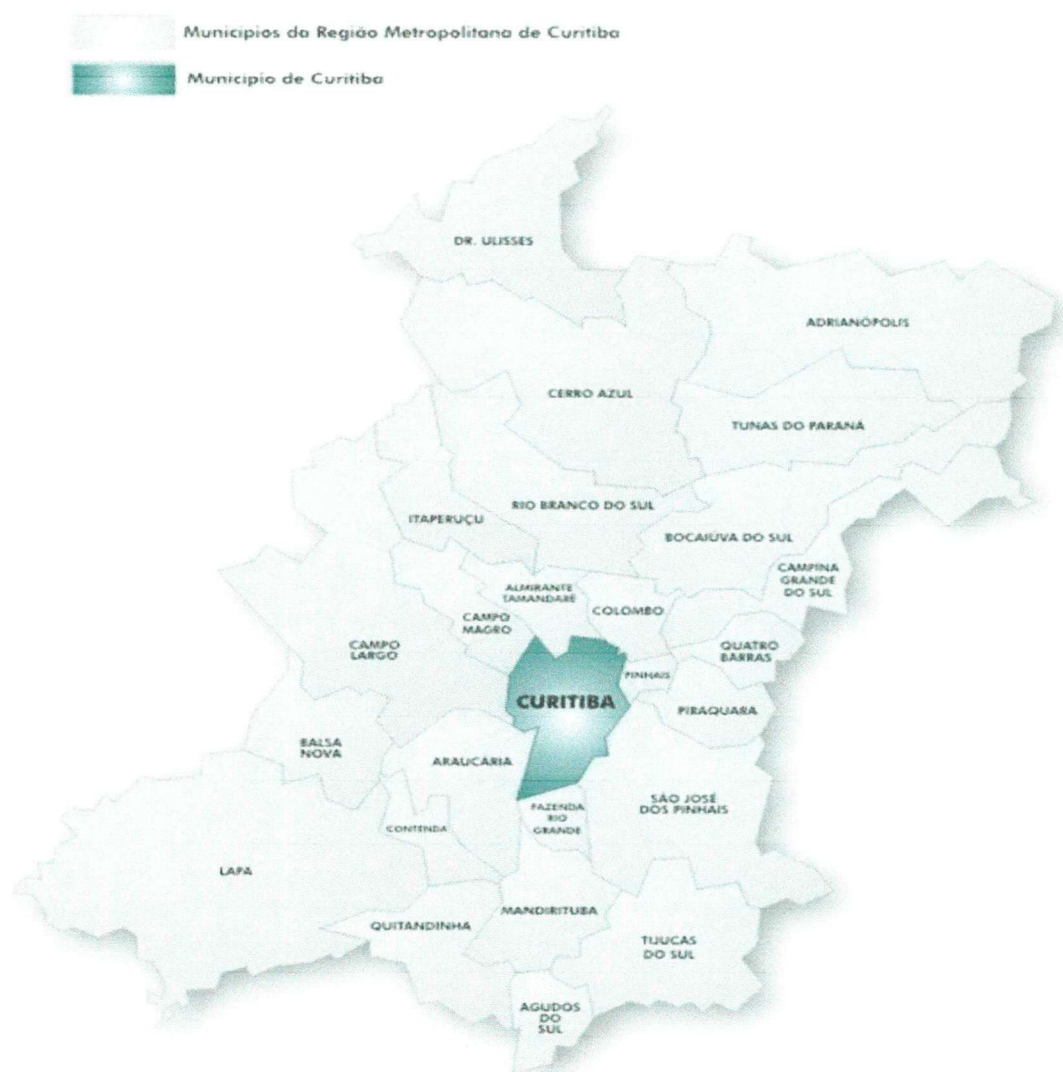 Municípios da Região Metropolitana de Curitiba
Município de Curitiba
DR. ULISSES
ADRIANÓPOLIS
CERRO AZUL
TUNAS DO PARANÁ
RIO BRANCO DO SUL
ITAPERUÇU
BOCAIÚVA DO SUL
CAMPINA
GRANDE
DO SUL
ALMIRANTE
TAMANDARÉ
COLOMBO
CAMPO
MAGRO
CAMPO
LARGO
QUATRO
BARRAS
PINHAIS
CURITIBA
PIRAQUARA
BALSA
NOVA
ARAUCÁRIA
SÃO JOSÉ
DOS PINHAIS
FAZENDA
RIO
GRANDE
CONTENDA
LAPA
MANDIRITUBA
QUITANDINHA
TIJUCAS
DO SUL
AGUDOS
DO
SUL